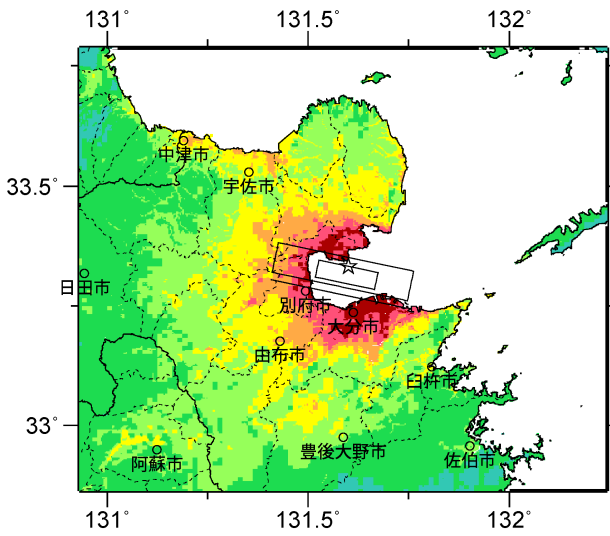 131° 131.5° 132°
中津市
33.5°
宇佐市
日田市
別府市
大分市
由布市
臼杵市
33°
豊後大野市
阿蘇市
佐伯市
131° 131.5° 132°